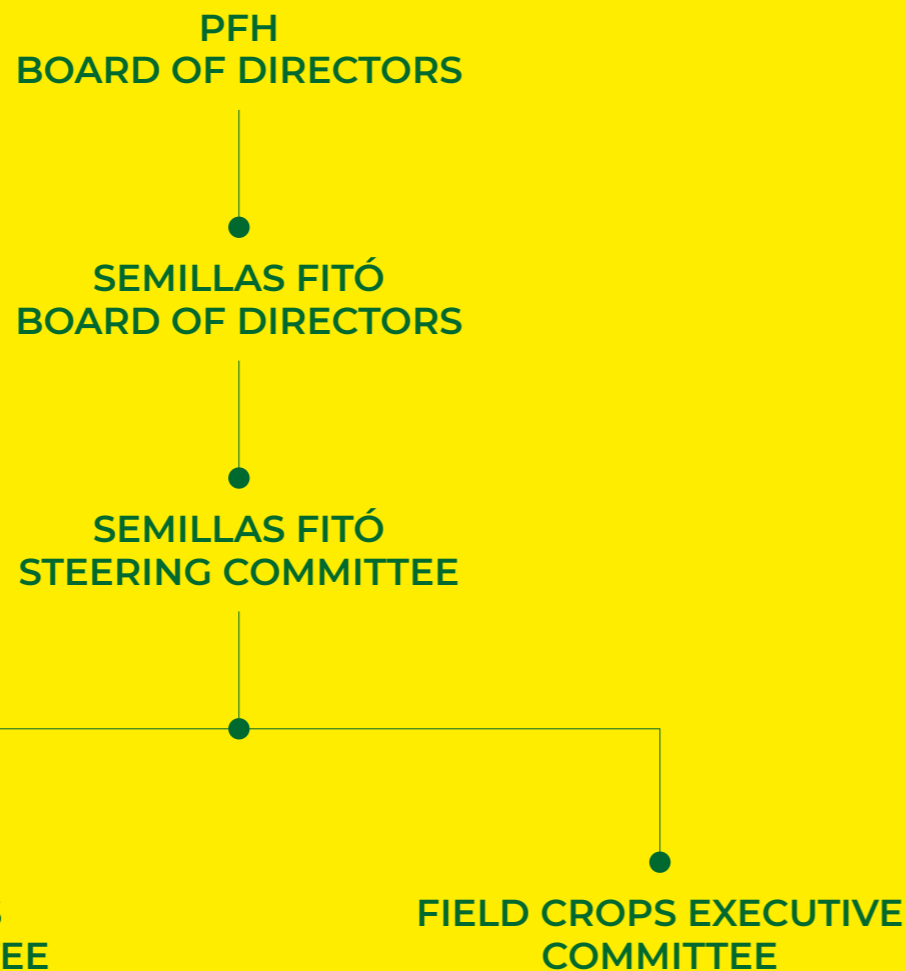 PFH
BOARD OF DIRECTORS
SEMILLAS FITÓ
BOARD OF DIRECTORS
SEMILLAS FITÓ
STEERING COMMITTEE
FIELD CROPS EXECUTIVE
COMMITTEE